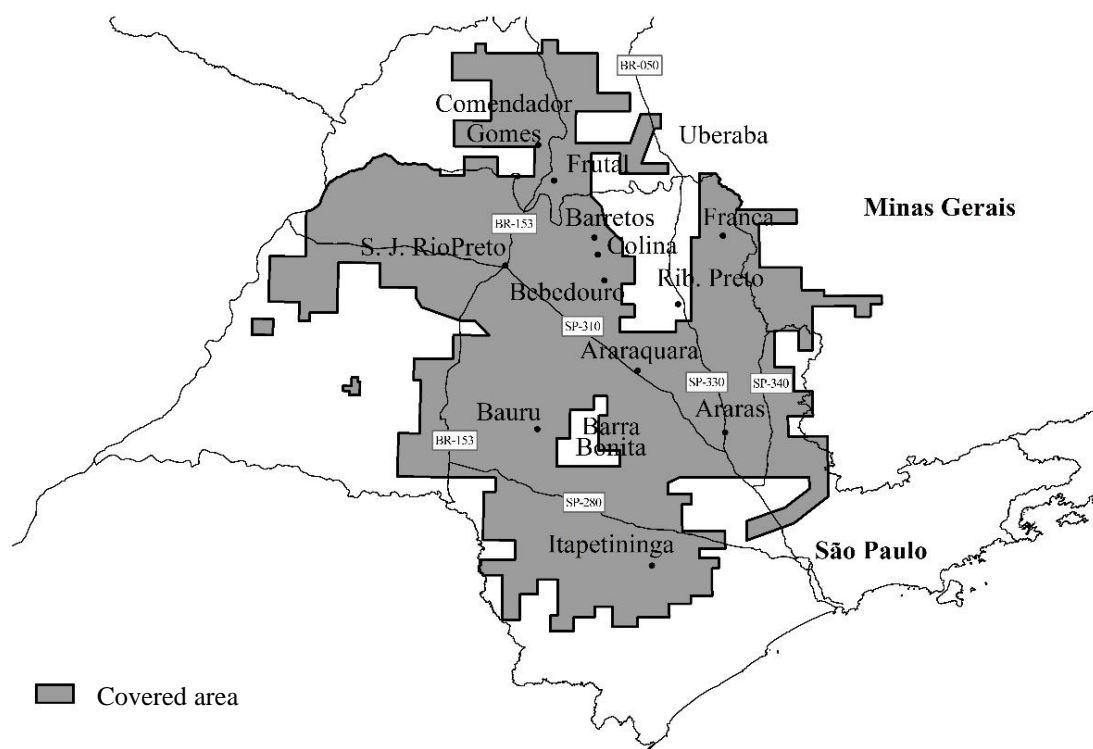 BR-050
Comendador
Gomes
Uberaba
Frutal
Minas Gerais
Barretos
Franca
BR-153
Colina
S. J. RioPreto
Rib. Preto
Bebedouro
SP-310
Araraquara
SP-330
SP-340
Bauru
Araras
Barra
Bonita
BR-153
SP-280
Itapetininga
São Paulo
Covered area